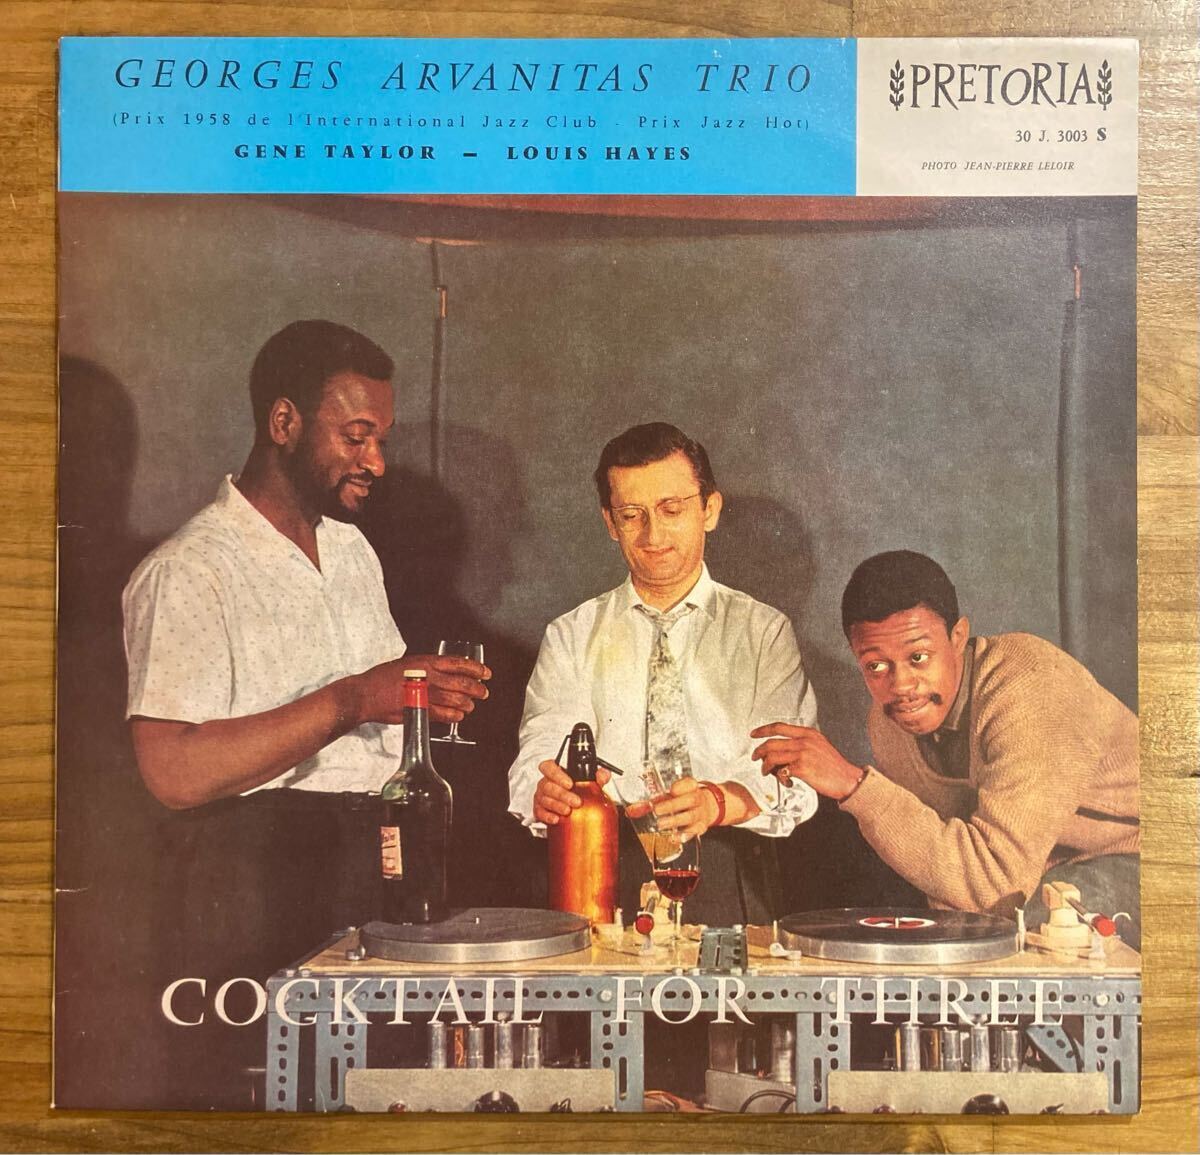 GEORGES ARVANITAS TRIO
(Prix 1958 de l'International Jazz Club - Prix Jazz Hot)
GENE TAYLOR – LOUIS HAYES
PRETORIA
30 J. 3003 S
PHOTO JEAN-PIERRE LELOIR
COCKTAIL FOR THREE